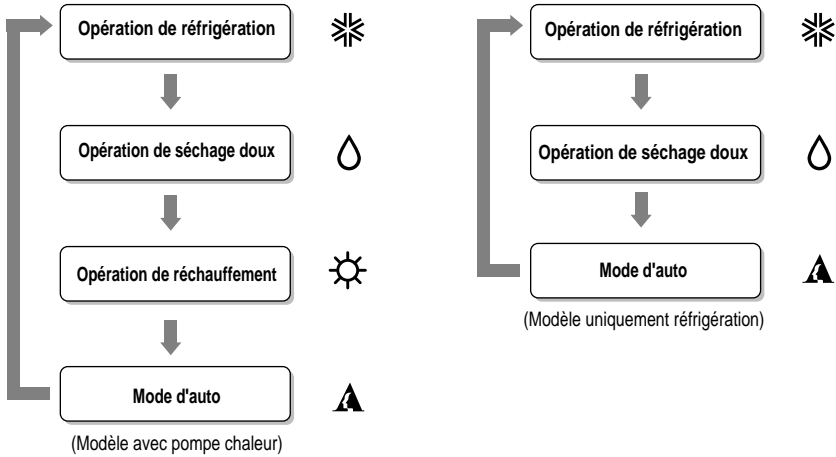 Opération de réfrigération
Opération de séchage doux
Opération de réchauffement
Mode d'auto
(Modèle avec pompe chaleur)
Opération de réfrigération
Opération de séchage doux
Mode d'auto
(Modèle uniquement réfrigération)